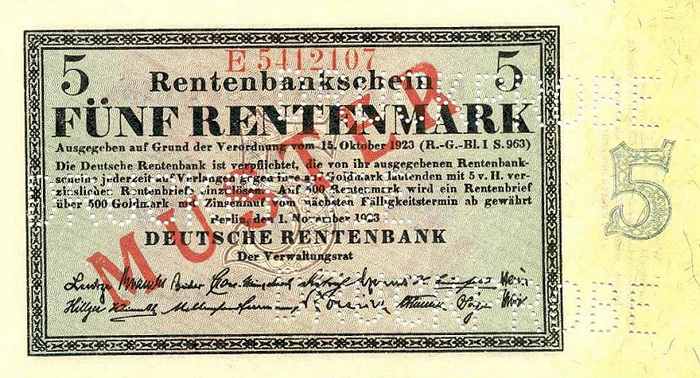 E 5412107
5 5
Rentenbankschein
FÜNF RENTENMARK
Ausgegeben auf Grund der Verordnung vom 15. Oktober 1923 (R.-G.-Bl. I S. 963)
Die Deutsche Rentenbank ist verpflichtet, die von ihr ausgegebenen Rentenbank-
scheine jederzeit auf Verlangen gegen ihre auf Goldmark lautenden mit 5 v. H. ver-
zinslichen Rentenbriefe einzulösen. Auf 500 Rentenmark wird ein Rentenbrief
über 500 Goldmark mit Zinsenlauf vom nächsten Fälligkeitstermin ab gewährt
Berlin, den 1. November 1923
DEUTSCHE RENTENBANK
Der Verwaltungsrat
MUSTER
5